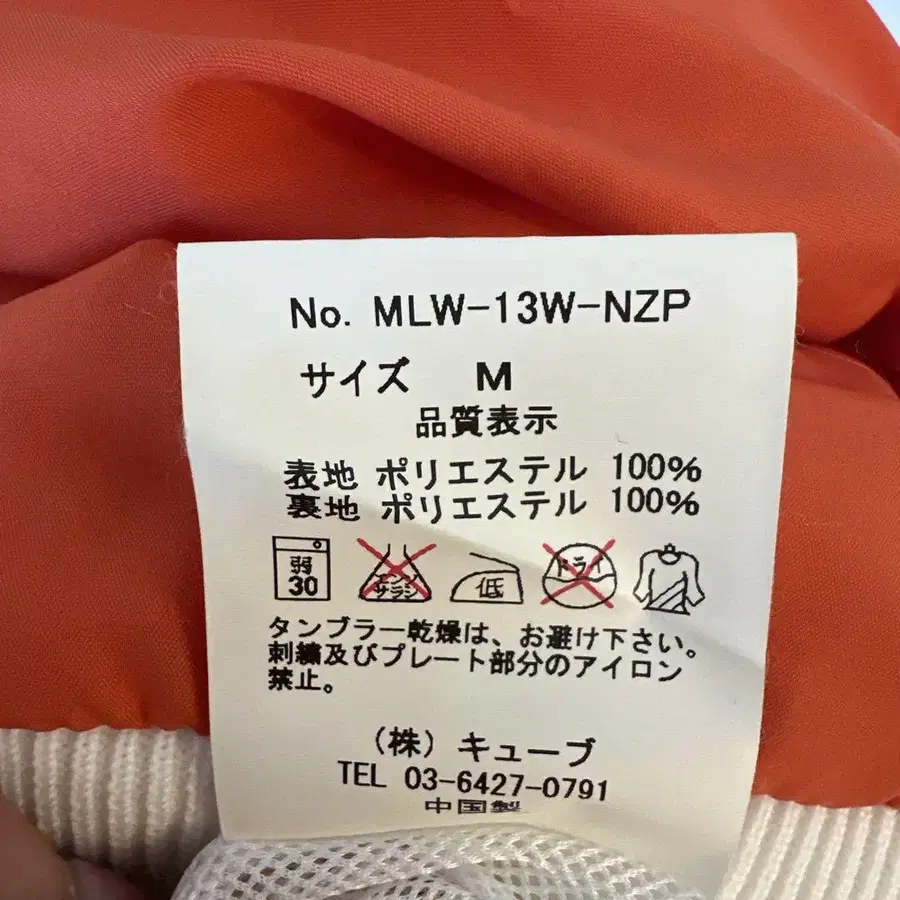 No. MLW-13W-NZP
サイズ M
品質表示
表地 ポリエステル 100%
裏地 ポリエステル 100%
弱
30
エンソ
サラシ
低
ドライ
タンブラー乾燥は、お避け下さい。
刺繍及びプレート部分のアイロン
禁止。
（株）キューブ
TEL 03-6427-0791
中国製